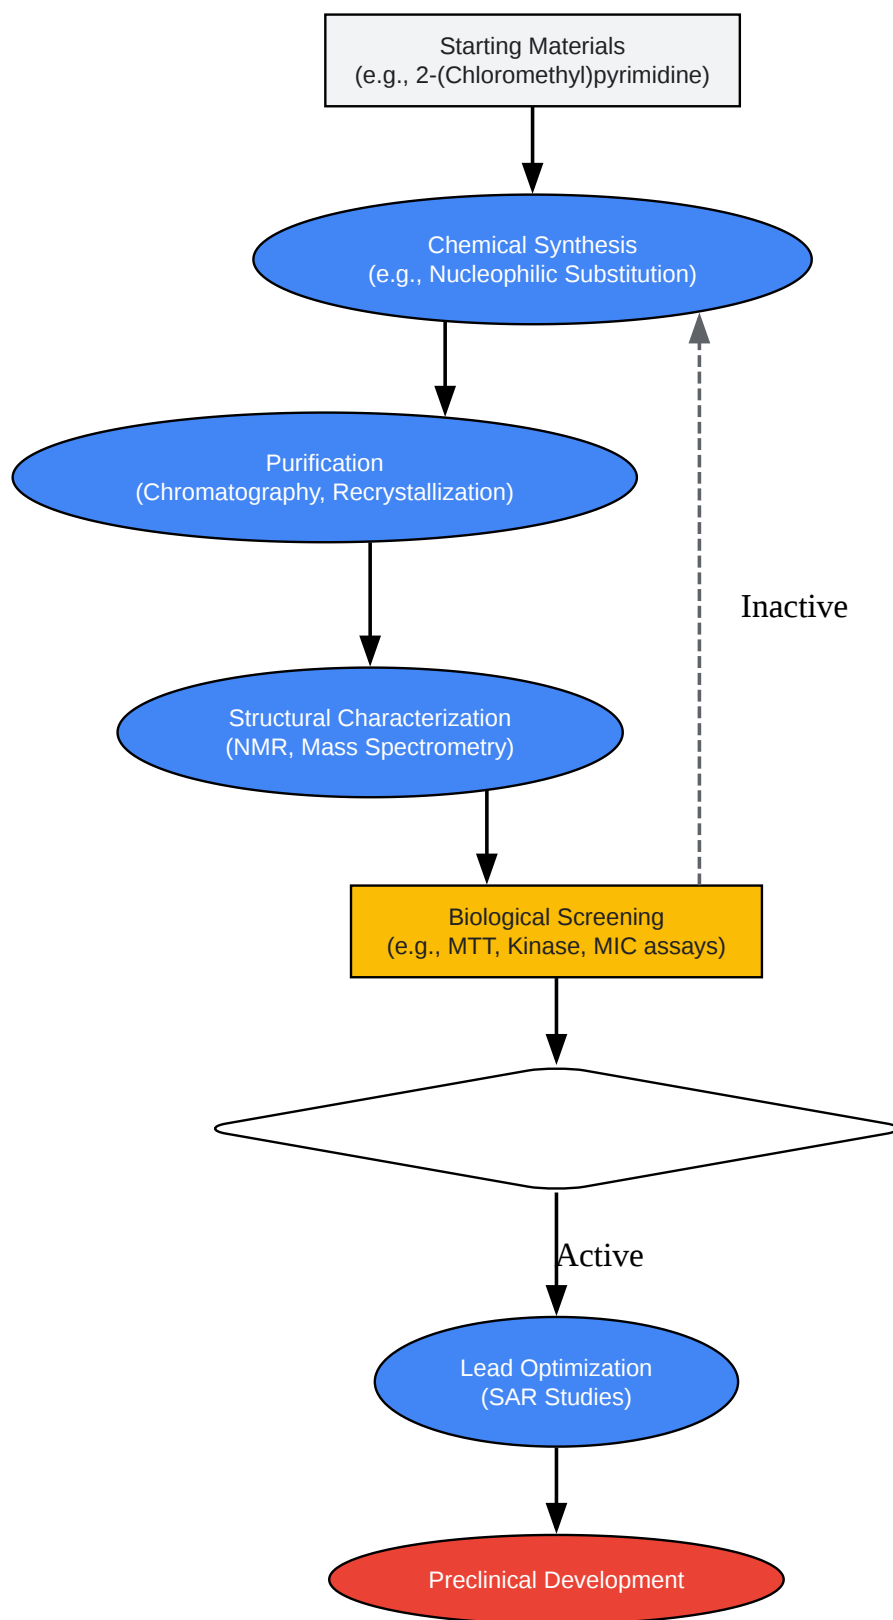 Starting Materials
(e.g., 2-(Chloromethyl)pyrimidine)
Chemical Synthesis
(e.g., Nucleophilic Substitution)
Purification
(Chromatography, Recrystallization)
Inactive
Structural Characterization
(NMR, Mass Spectrometry)
Biological Screening
(e.g., MTT, Kinase, MIC assays)
Active
Lead Optimization
(SAR Studies)
Preclinical Development